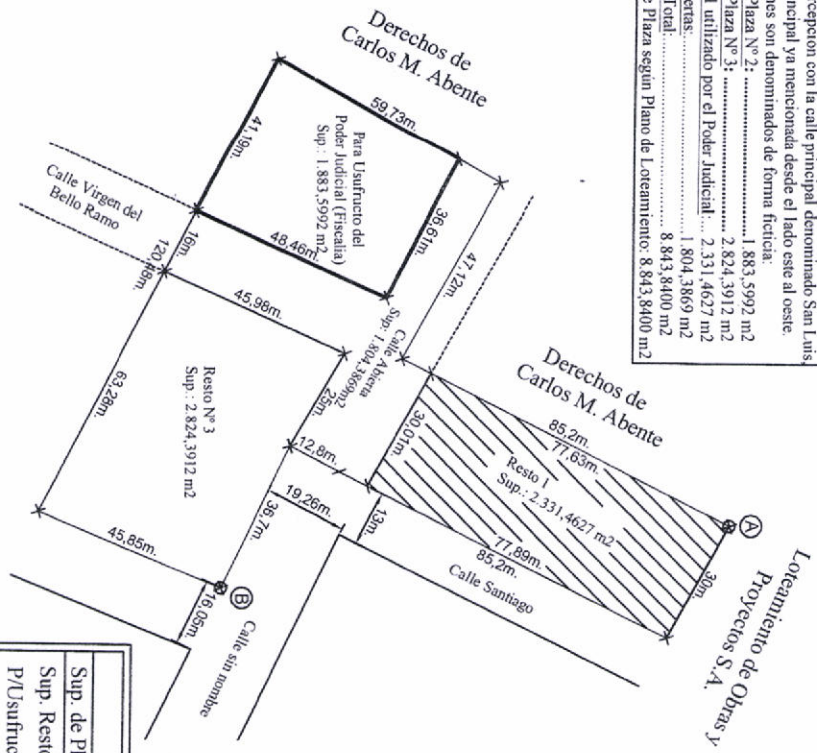 ercepción con la calle principal denominado San Luis,
ncipal ya mencionada desde el lado este al oeste.
nes son denominados de forma ficticia:
Plaza Nº 2: 1.883,5992 m2
Plaza Nº 3: 2.824,3912 m2
l utilizado por el Poder Judicial: 2.331,4627 m2
ertas: 1.804,3869 m2
Total: 8.843,8400 m2
e Plaza según Plano de Loteamiento: 8.843,8400 m2
Derechos de
Carlos M. Abente
59,73m.
41,19m.
Para Usufructo del
Poder Judicial (Fiscalia)
Sup.: 1.883,5992 m2
36,61m.
48,46m.
47,12m.
Calle Virgen del
Bello Ramo
16m.
120,48m.
45,98m.
Calle Abierta
Sup: 1.804,3869m2
25m.
Resto Nº 3
Sup.: 2.824,3912 m2
63,28m.
45,85m.
12,8m.
36,7m.
19,26m.
13m.
16,05m.
B
Calle sin nombre
Derechos de
Carlos M. Abente
85,2m.
77,63m.
30,01m.
Resto 1
Sup.: 2.331,4627 m2
77,89m.
85,2m.
Calle Santiago
30m.
A
Loteamiento de Obras y
Proyectos S.A.
Sup. de Pl
Sup. Resto
P/Usufruc